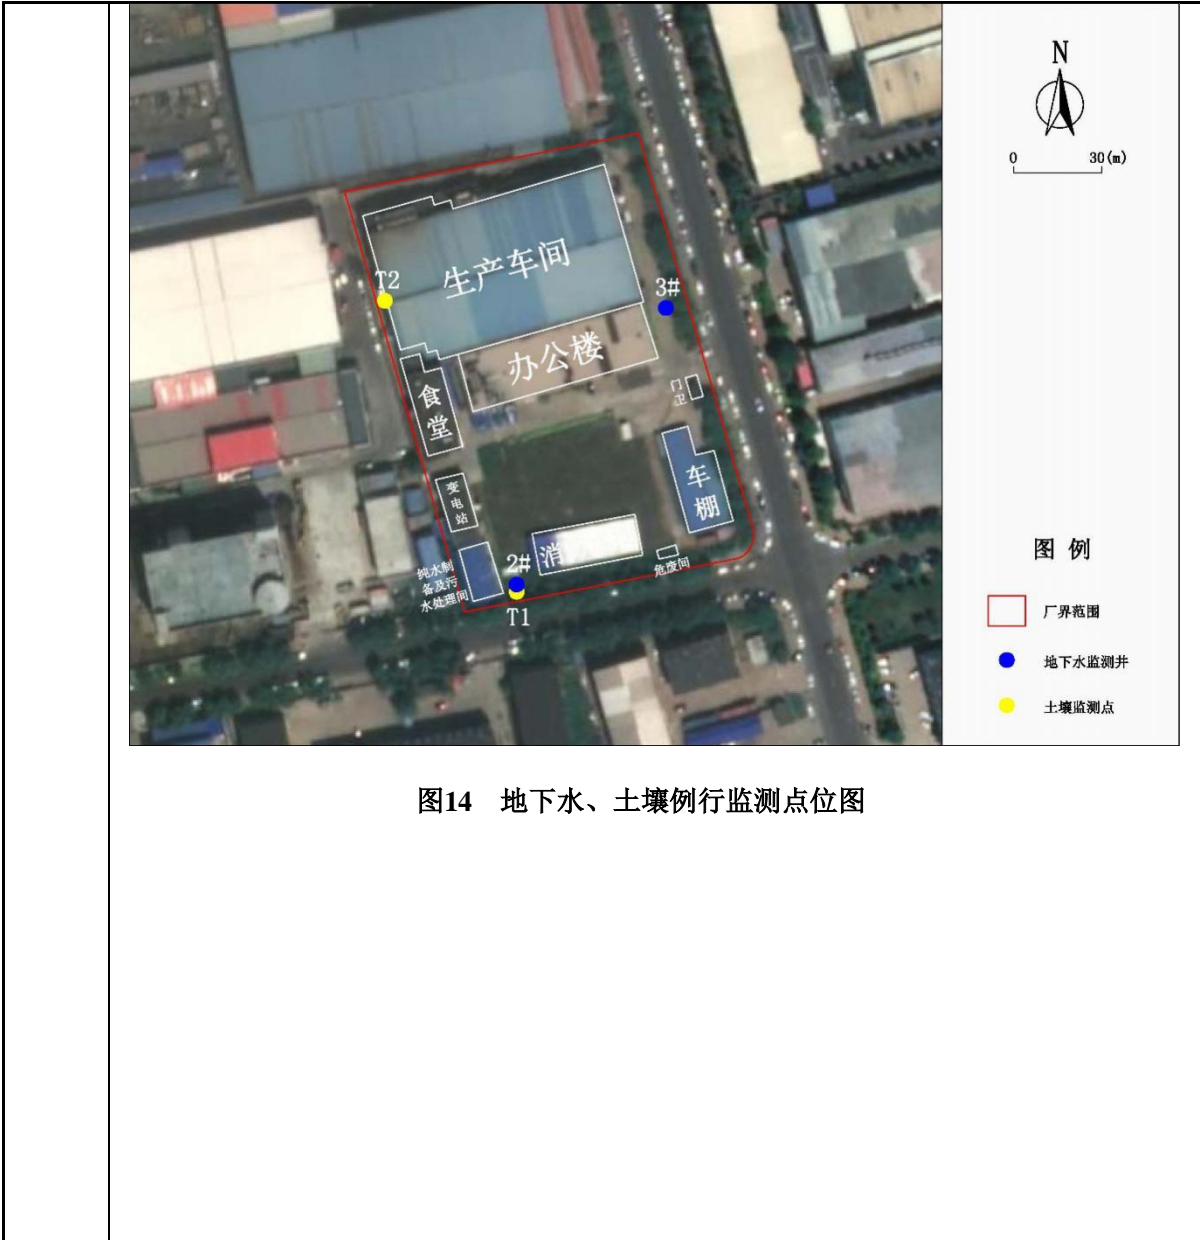 N
0 30(m)
生产车间
T2
3#
办公楼
门卫
食堂
车棚
变电站
消
2#
危废间
纯水制
备及污
水处理间
T1
图 例
厂界范围
地下水监测井
土壤监测点
图14 地下水、土壤例行监测点位图